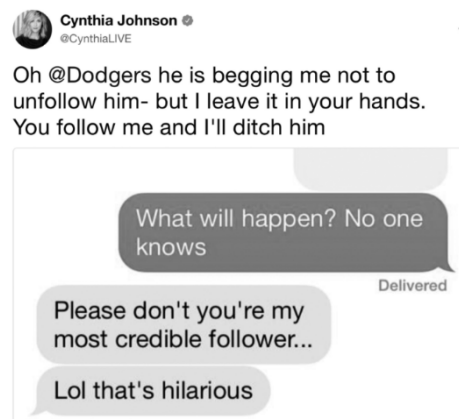 Cynthia Johnson
@CynthiaLIVE
Oh @Dodgers he is begging me not to
unfollow him- but I leave it in your hands.
You follow me and I'll ditch him
What will happen? No one
knows
Delivered
Please don't you're my
most credible follower...
Lol that's hilarious